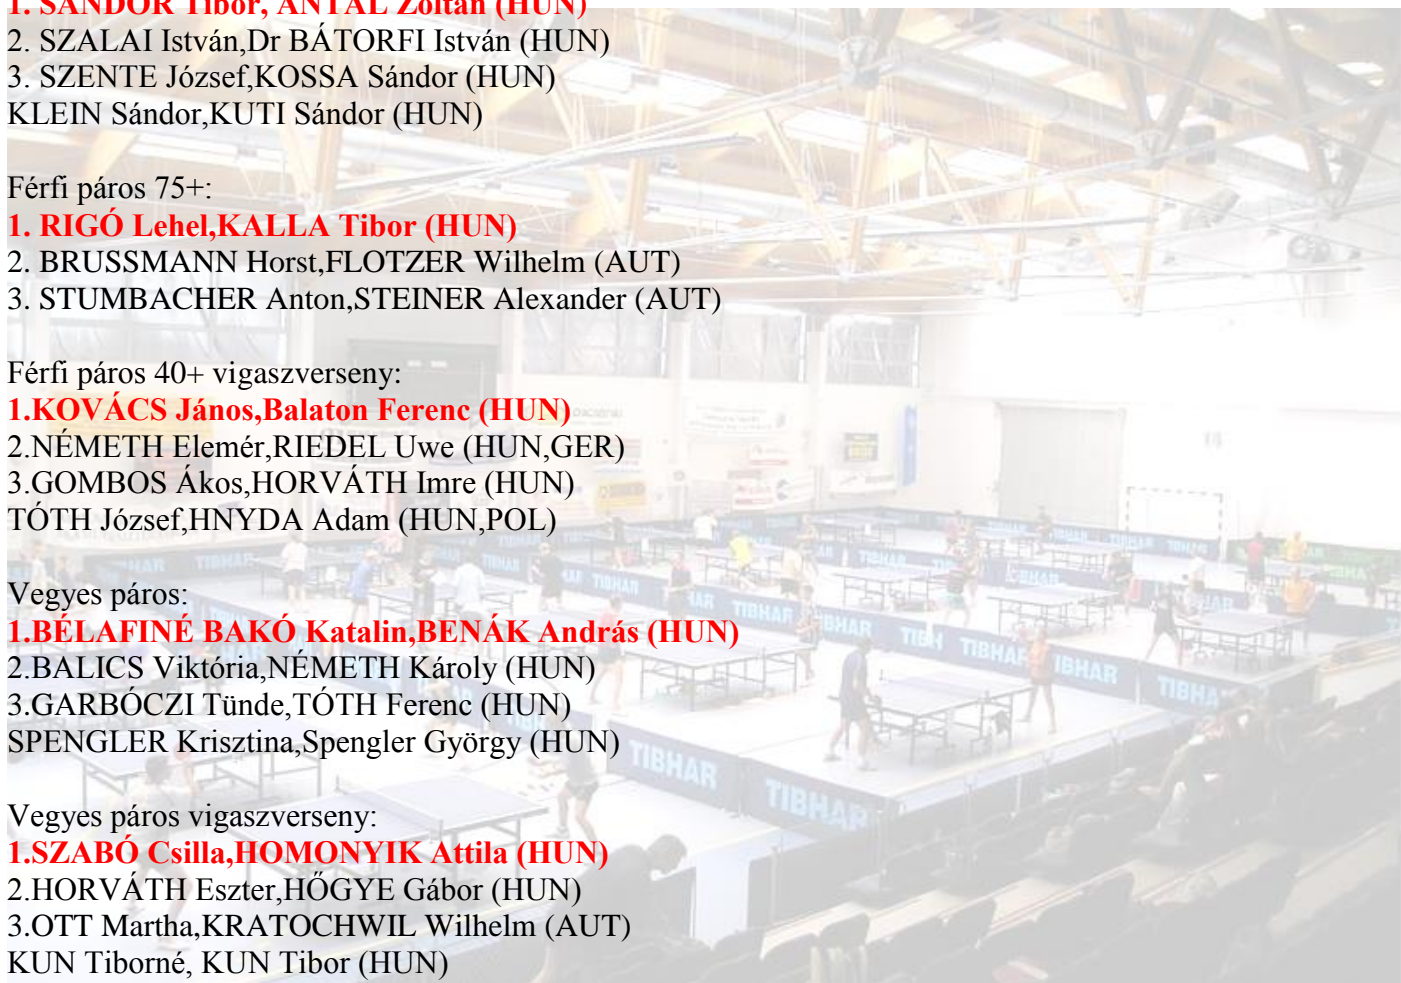 1. SÁNDOR Tibor, ANTAL Zoltán (HUN)
2. SZALAI István,Dr BÁTORFI István (HUN)
3. SZENTE József,KOSSA Sándor (HUN)
KLEIN Sándor,KUTI Sándor (HUN)
Férfi páros 75+:
1. RIGÓ Lehel,KALLA Tibor (HUN)
2. BRUSSMANN Horst,FLOTZER Wilhelm (AUT)
3. STUMBACHER Anton,STEINER Alexander (AUT)
Férfi páros 40+ vigaszverseny:
1.KOVÁCS János,Balaton Ferenc (HUN)
2.NÉMETH Elemér,RIEDEL Uwe (HUN,GER)
3.GOMBOS Ákos,HORVÁTH Imre (HUN)
TÓTH József,HNYDA Adam (HUN,POL)
Vegyes páros:
1.BÉLAFINÉ BAKÓ Katalin,BENÁK András (HUN)
2.BALICS Viktória,NÉMETH Károly (HUN)
3.GARBÓCZI Tünde,TÓTH Ferenc (HUN)
SPENGLER Krisztina,Spengler György (HUN)
Vegyes páros vigaszverseny:
1.SZABÓ Csilla,HOMONYIK Attila (HUN)
2.HORVÁTH Eszter,HŐGYE Gábor (HUN)
3.OTT Martha,KRATOCHWIL Wilhelm (AUT)
KUN Tiborné, KUN Tibor (HUN)
TIBHAR
TIBHAR
TIBHAR
TIBHAR
TIBHAR
TIBHAR